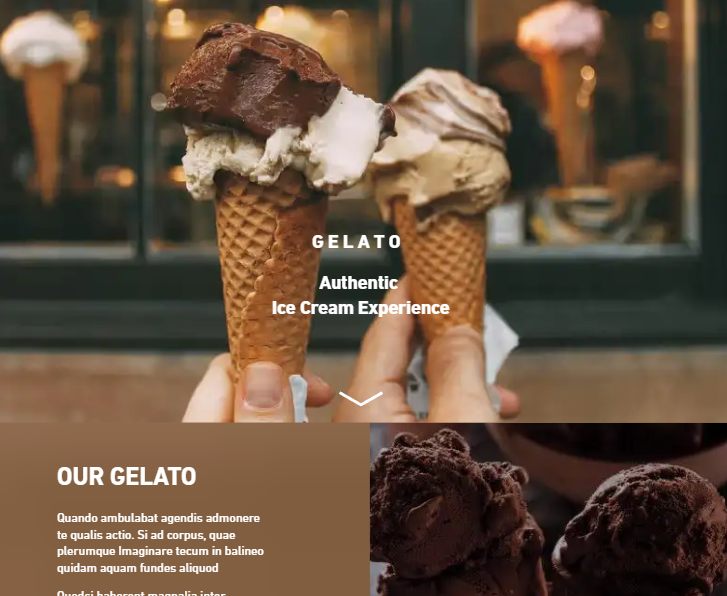 GELATO
Authentic
Ice Cream Experience
OUR GELATO
Quando ambulabat agendis admonere
te qualis actio. Si ad corpus, quae
plerumque Imaginare tecum in balineo
quidam aquam fundes aliquod